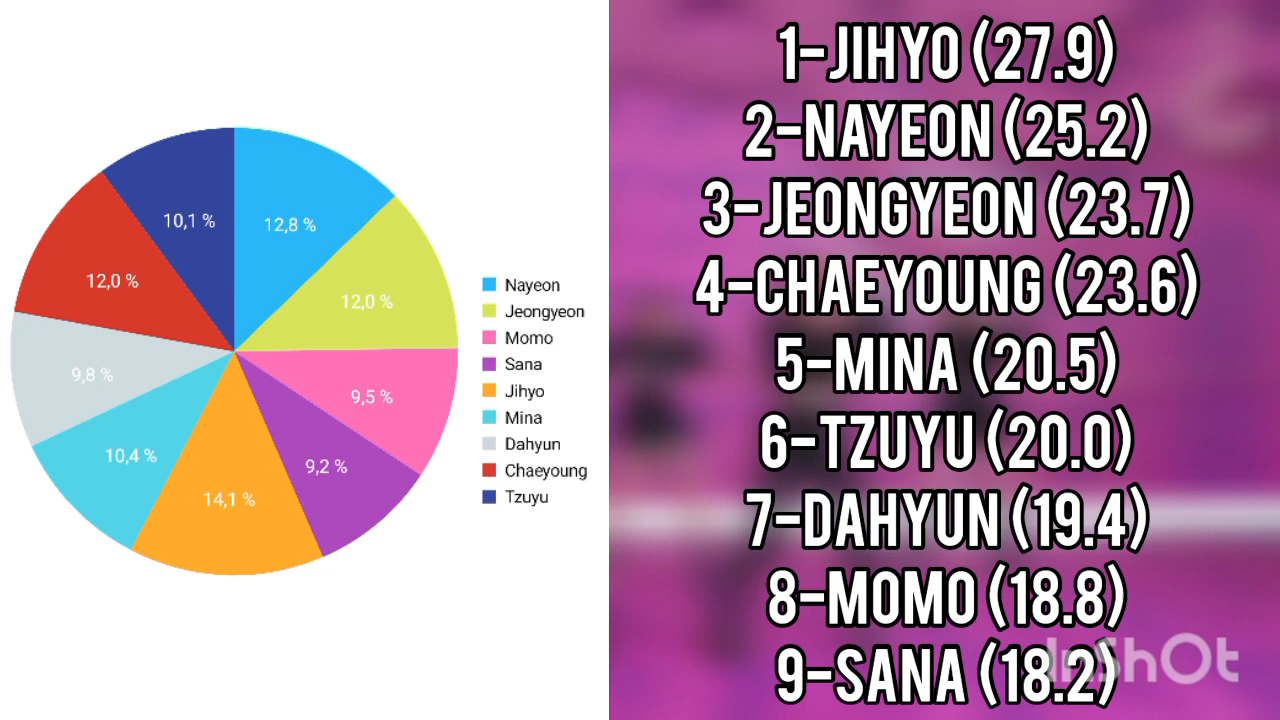 12,8 %
12,0 %
9,5 %
9,2 %
14,1 %
10,4 %
9,8 %
12,0 %
10,1 %
Nayeon
Jeongyeon
Momo
Sana
Jihyo
Mina
Dahyun
Chaeyoung
Tzuyu
1-JIHYO (27.9)
2-NAYEON (25.2)
3-JEONGYEON (23.7)
4-CHAEYOUNG (23.6)
5-MINA (20.5)
6-TZUYU (20.0)
7-DAHYUN (19.4)
8-MOMO (18.8)
9-SANA (18.2)
InShOt